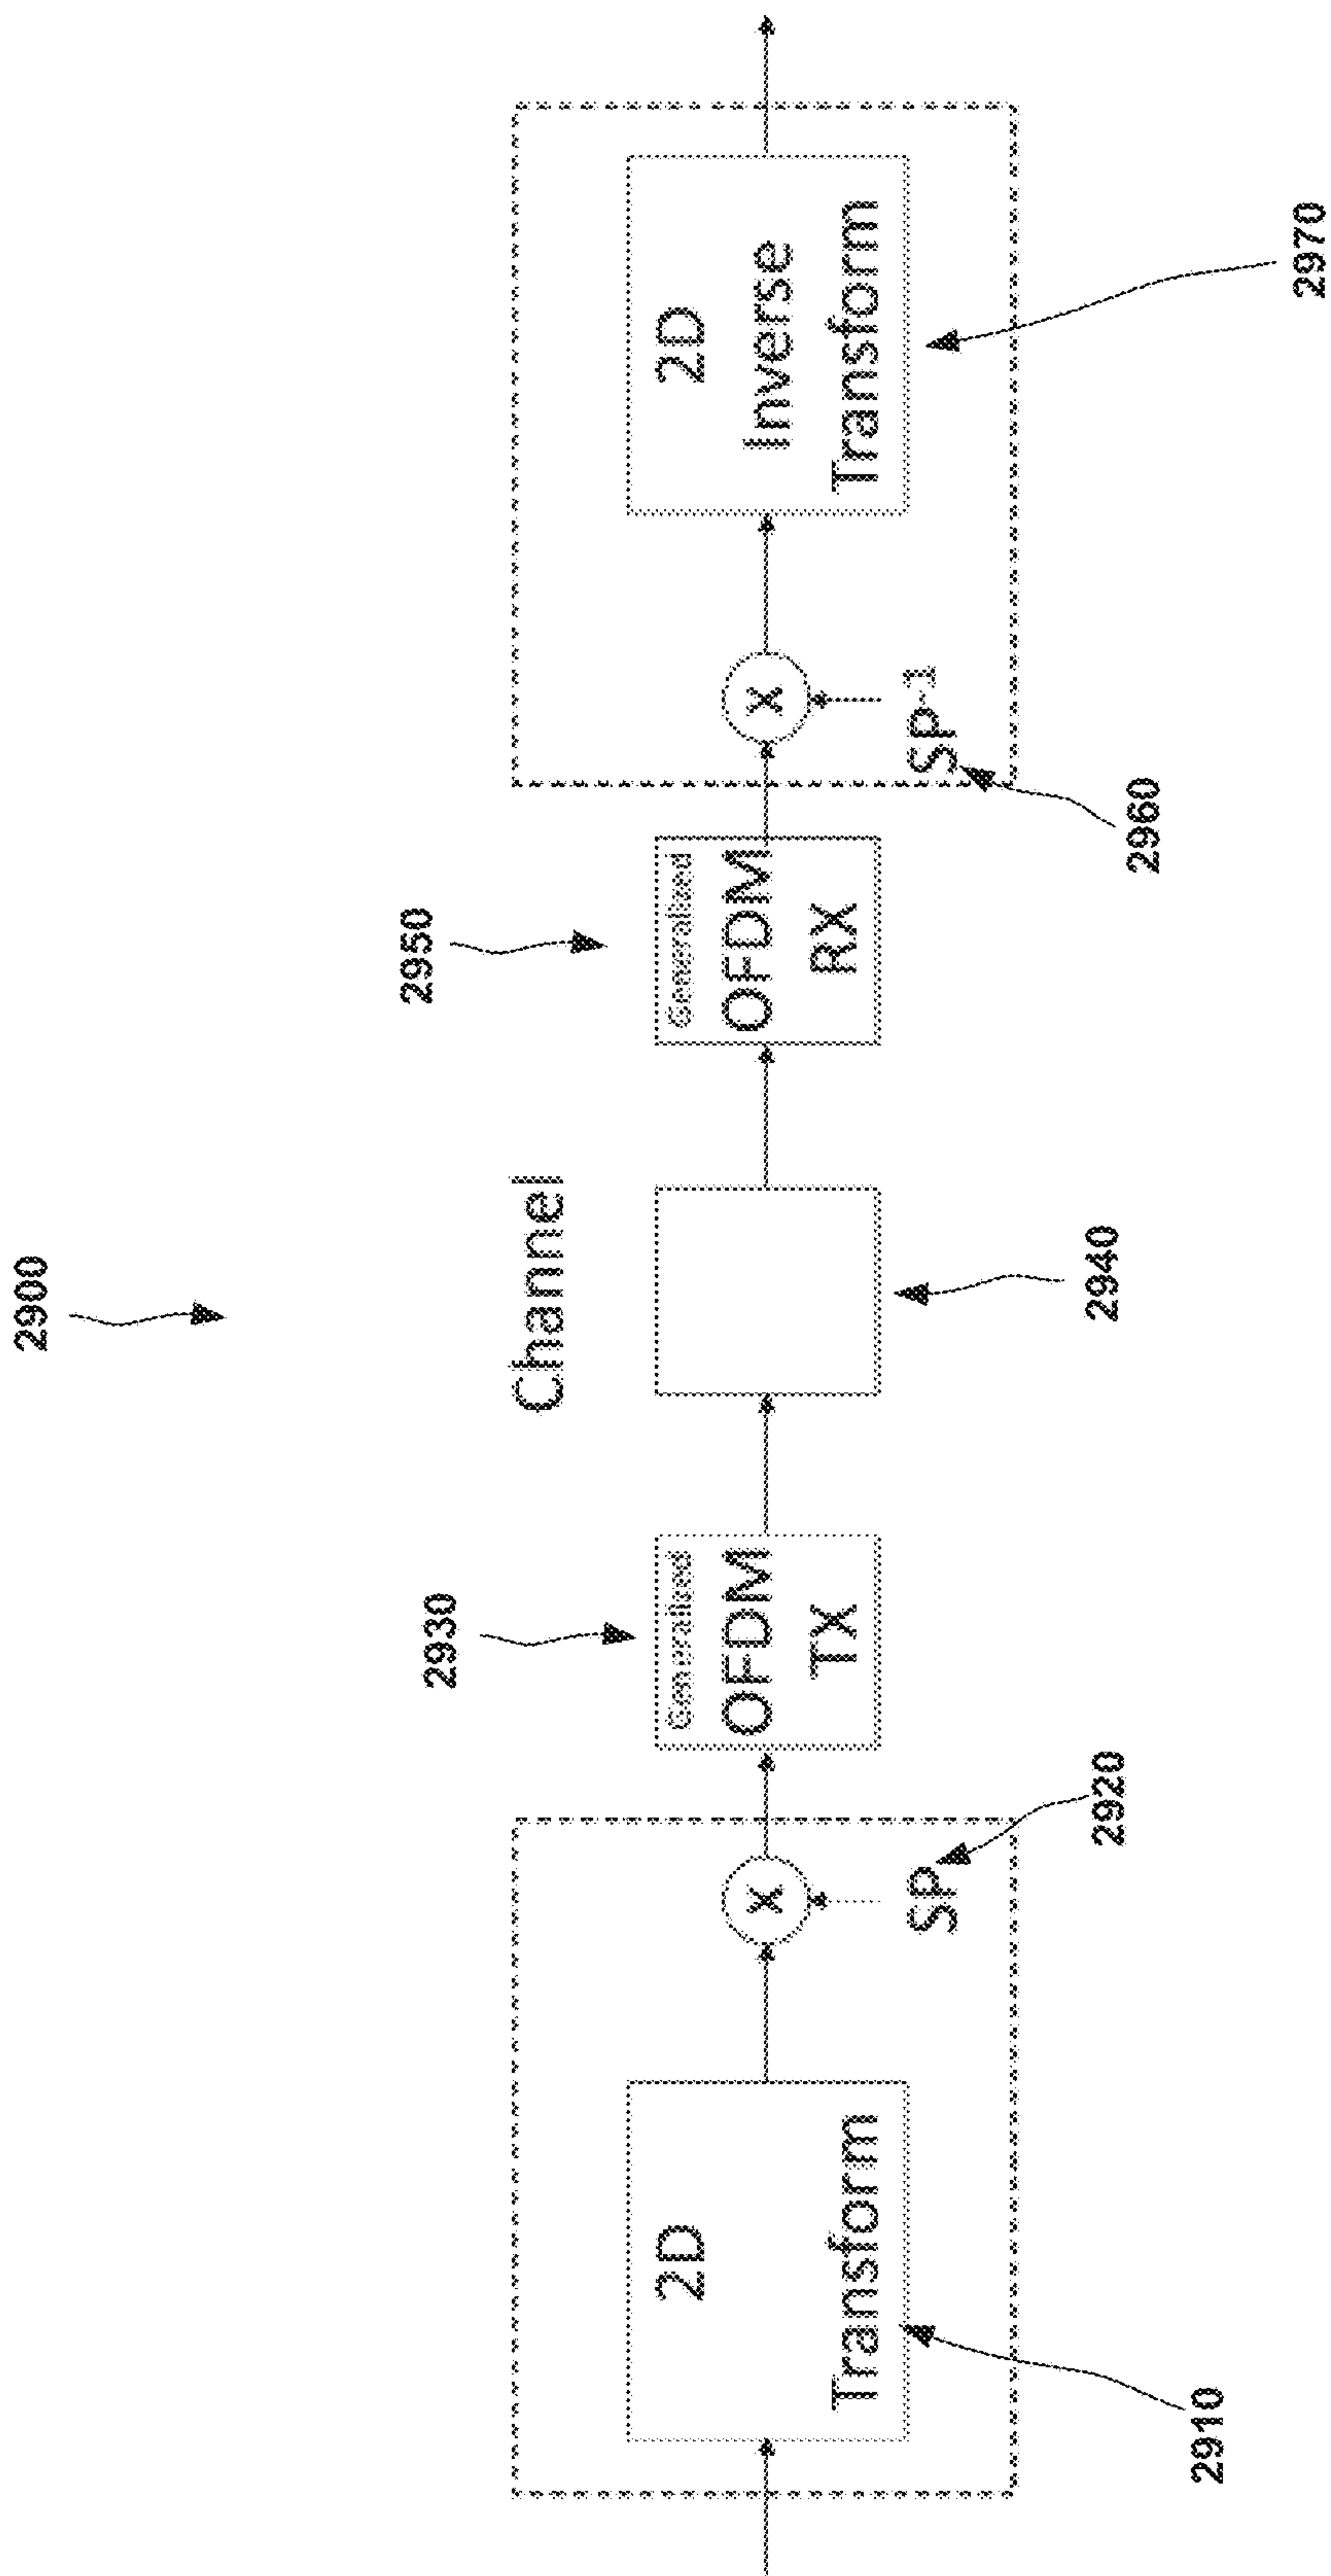 2900
Channel
2910
2D
Transform
X
SP
2920
2930
Generalized
OFDM
TX
2940
2950
Generalized
OFDM
RX
X
SP-1
2960
2D
Inverse
Transform
2970